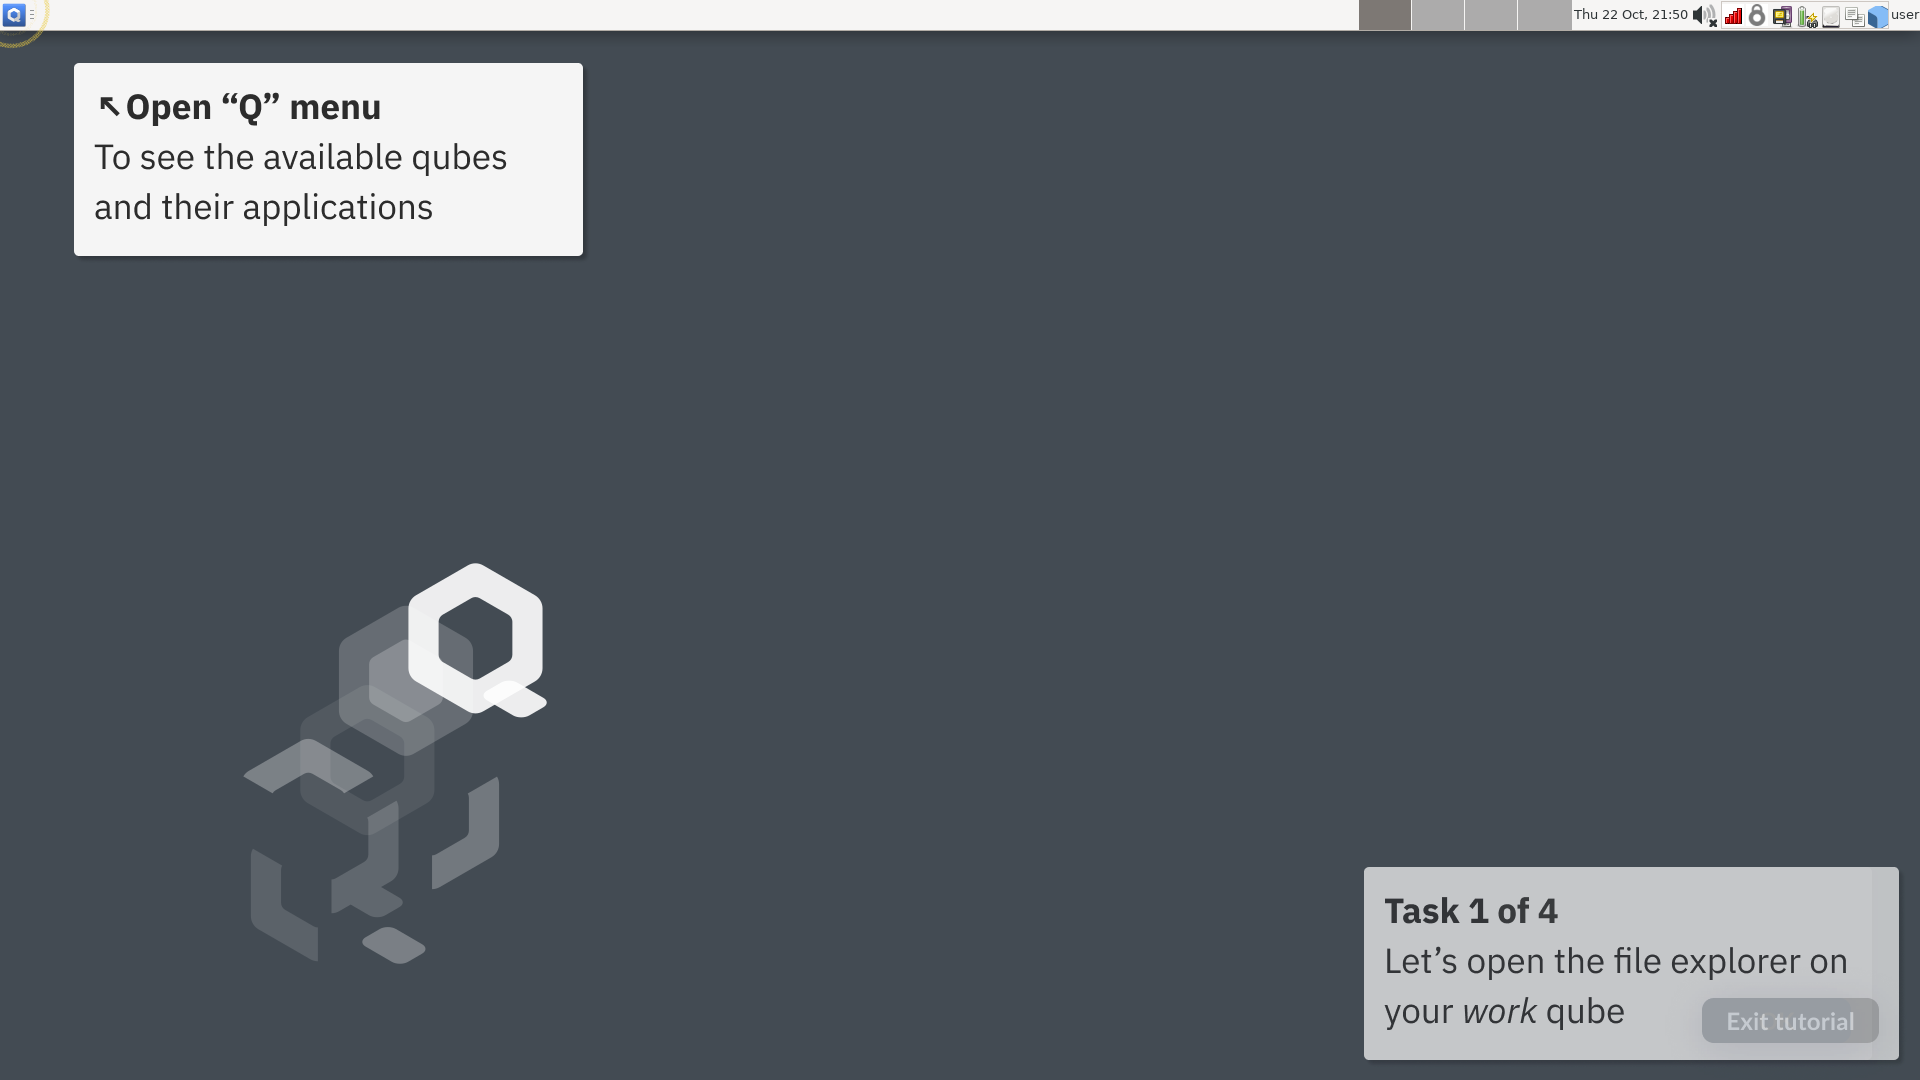 Thu 22 Oct, 21:50
user
↖Open “Q” menu
To see the available qubes
and their applications
Task 1 of 4
Let’s open the file explorer on
your work qube
Exit tutorial